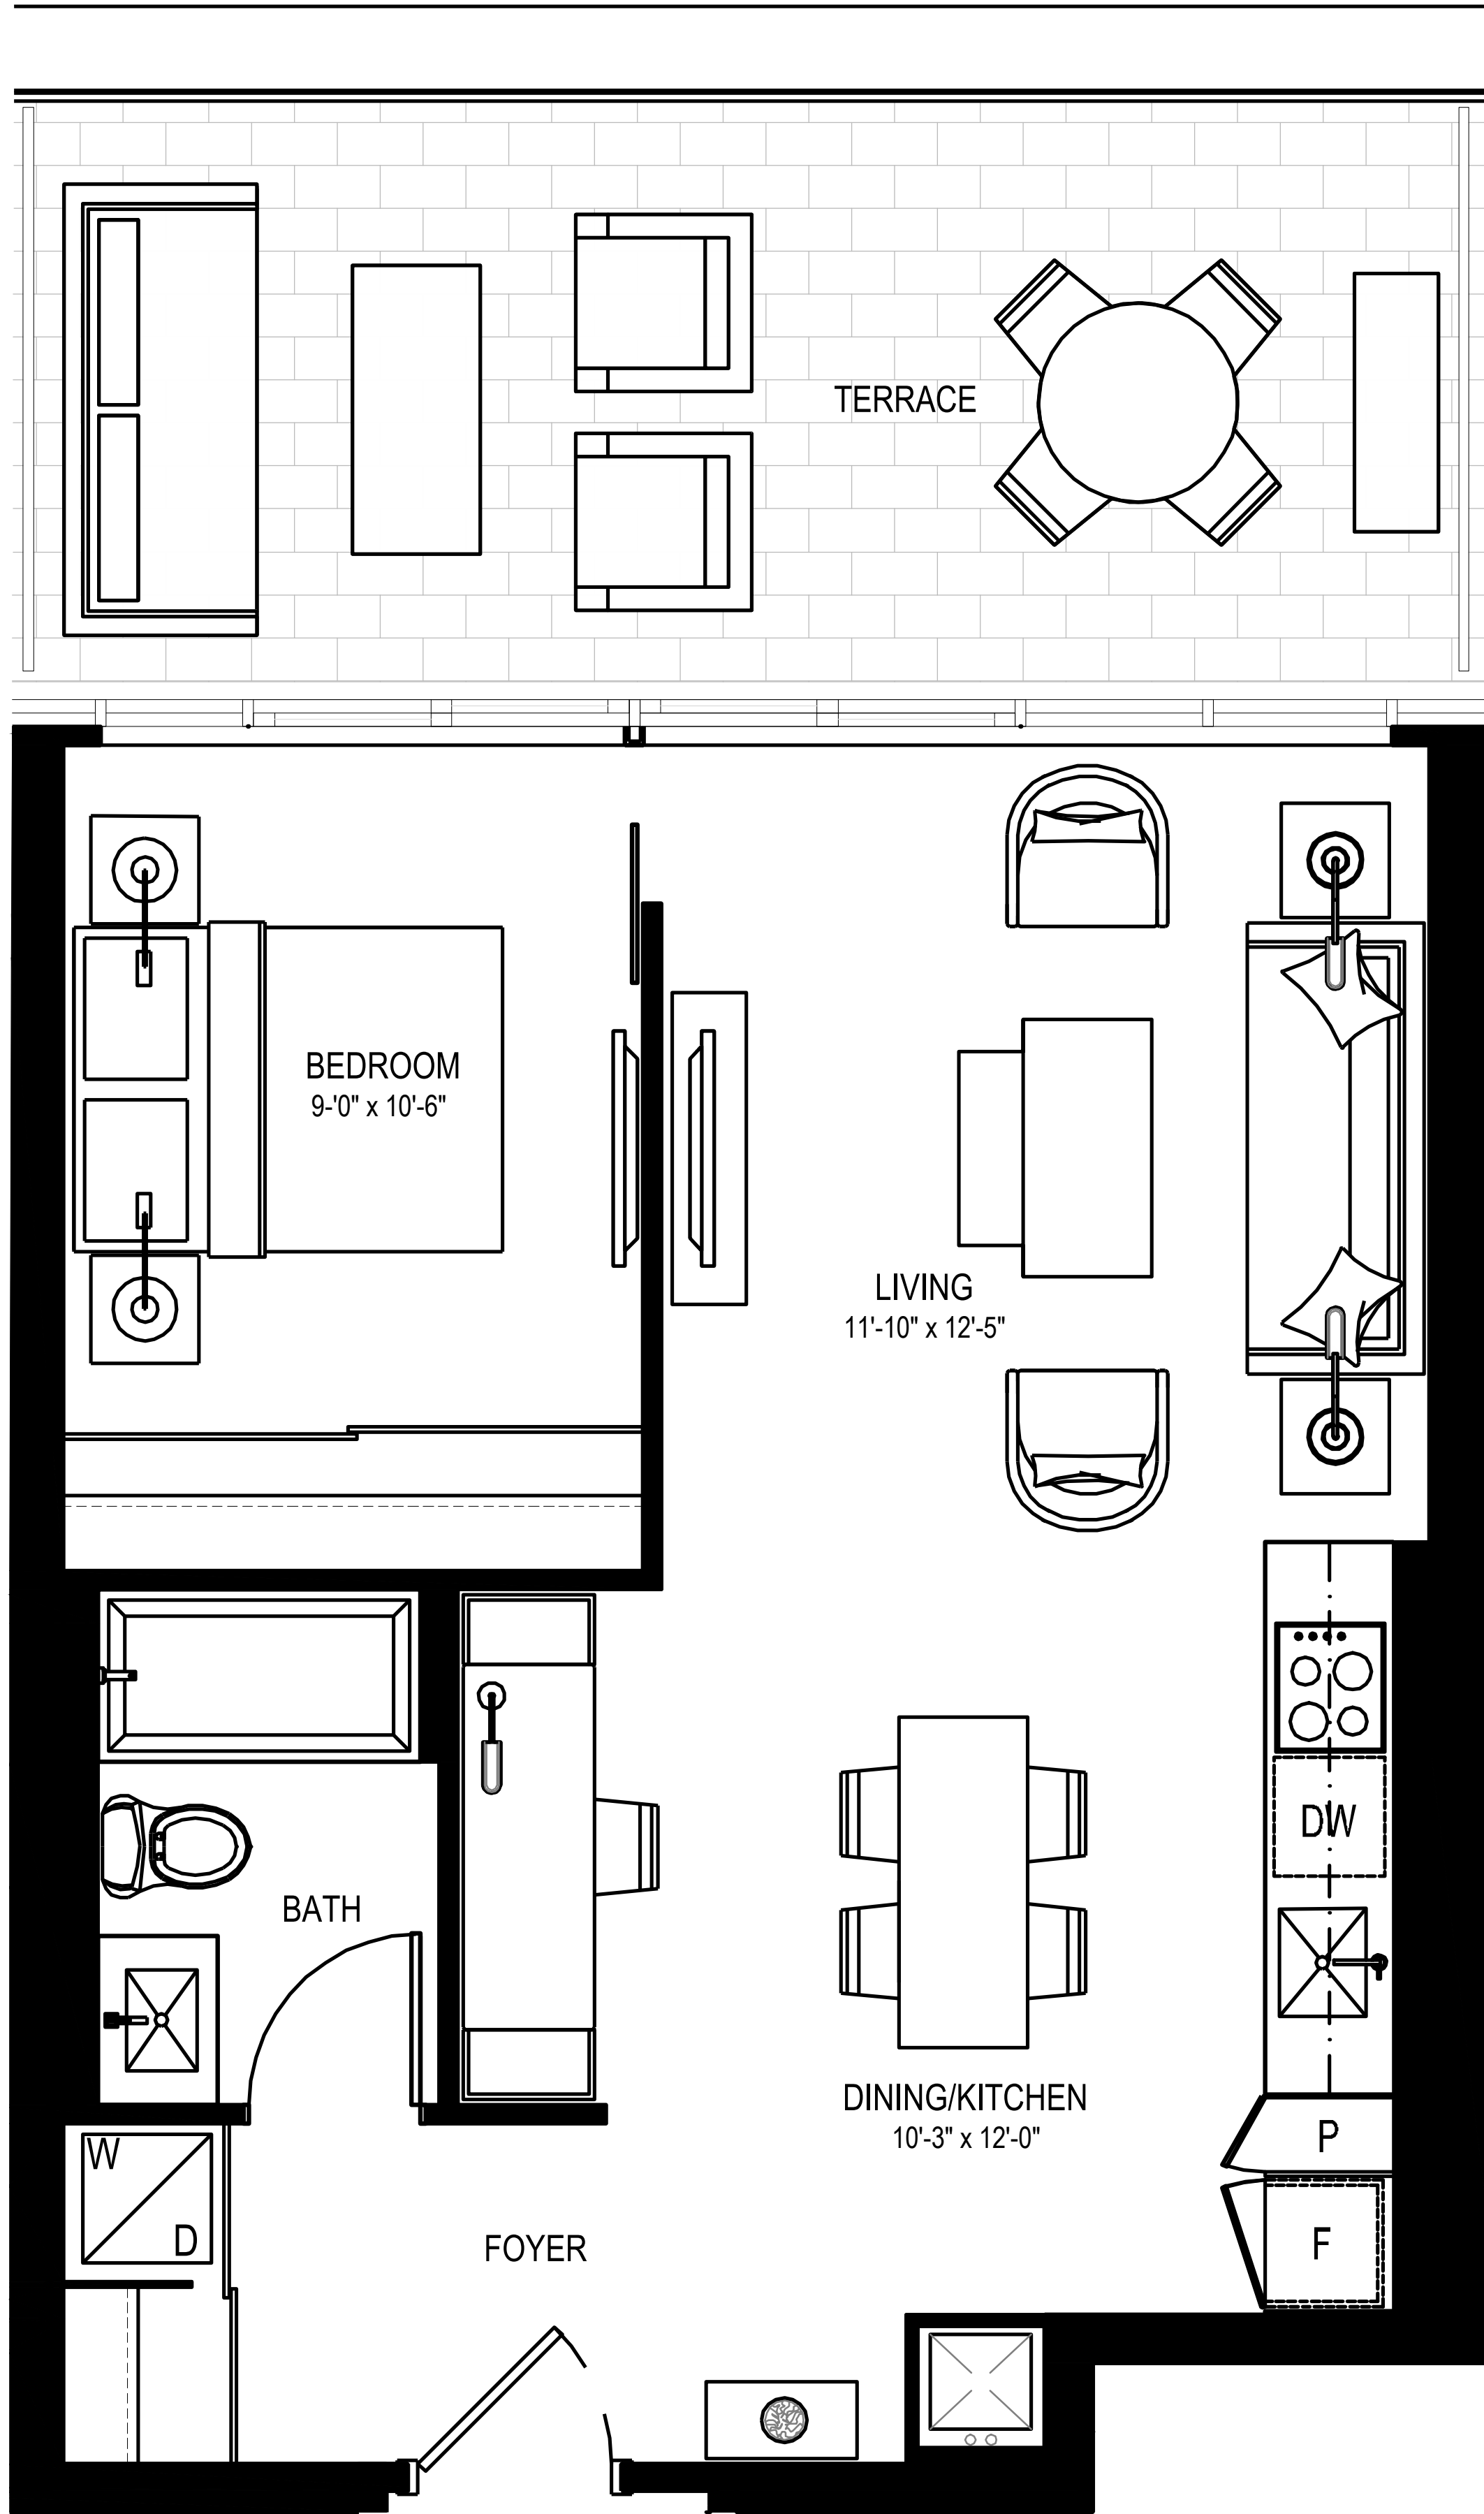 TERRACE
BEDROOM
9-'0" x 10'-6"
LIVING
11'-10" x 12'-5"
DW
BATH
DINING/KITCHEN
10'-3" x 12'-0"
W
D
P
FOYER
F